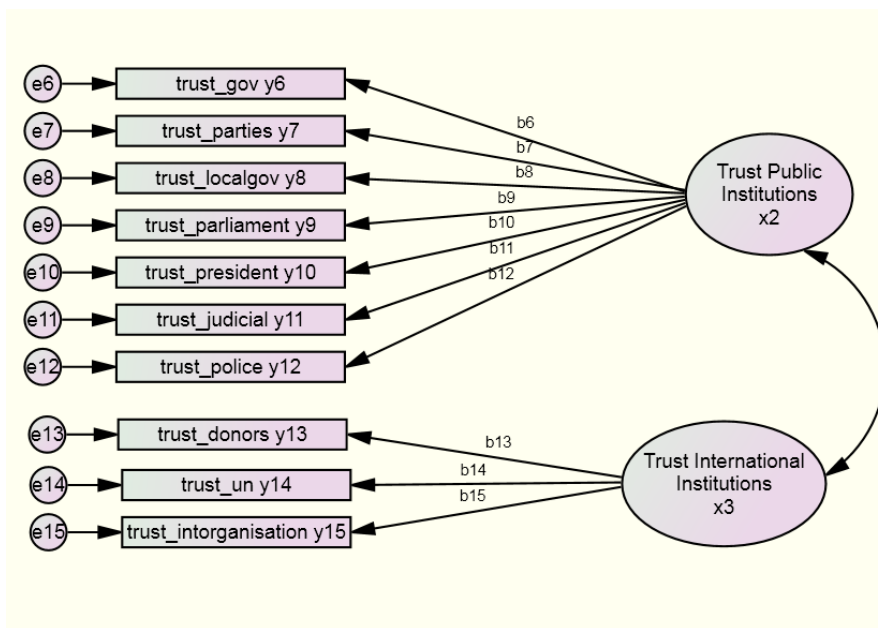 e6
trust_gov y6
e7
trust_parties y7
e8
trust_localgov y8
e9
trust_parliament y9
e10
trust_president y10
e11
trust_judicial y11
e12
trust_police y12
b6
b7
b8
b9
b10
b11
b12
Trust Public
Institutions
x2
e13
trust_donors y13
e14
trust_un y14
e15
trust_intorganisation y15
b13
b14
b15
Trust International
Institutions
x3